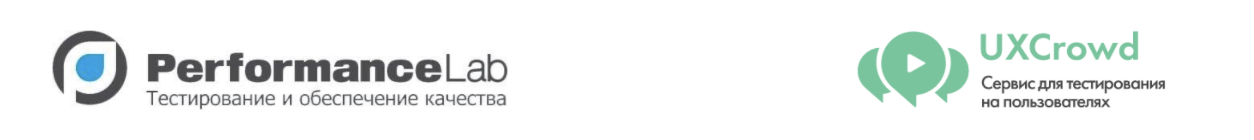 PerformanceLab
Тестирование и обеспечение качества
UXCrowd
Сервис для тестирования
на пользователях